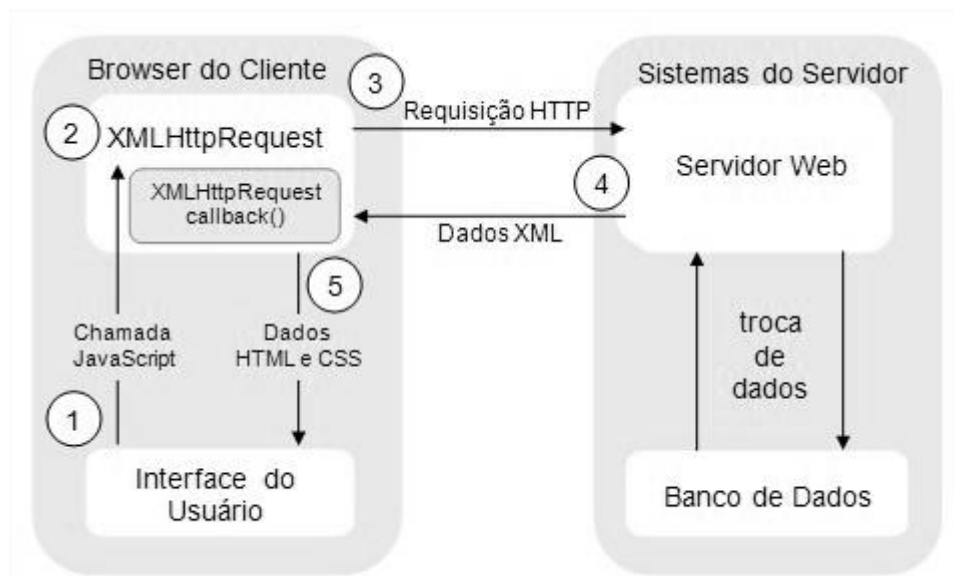 Browser do Cliente
3
Sistemas do Servidor
Requisição HTTP
2
XMLHttpRequest
XMLHttpRequest
callback()
4
Servidor Web
Dados XML
5
Chamada
JavaScript
Dados
HTML e CSS
troca
de
dados
1
Interface do
Usuário
Banco de Dados